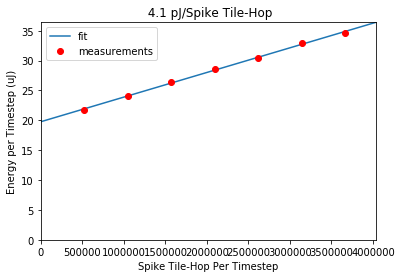 4.1 pJ/Spike Tile-Hop
fit
measurements
Energy per Timestep (uJ)
35
30
25
20
15
10
5
0
0 500000 1000000 1500000 2000000 2500000 3000000 3500000 4000000
Spike Tile-Hop Per Timestep